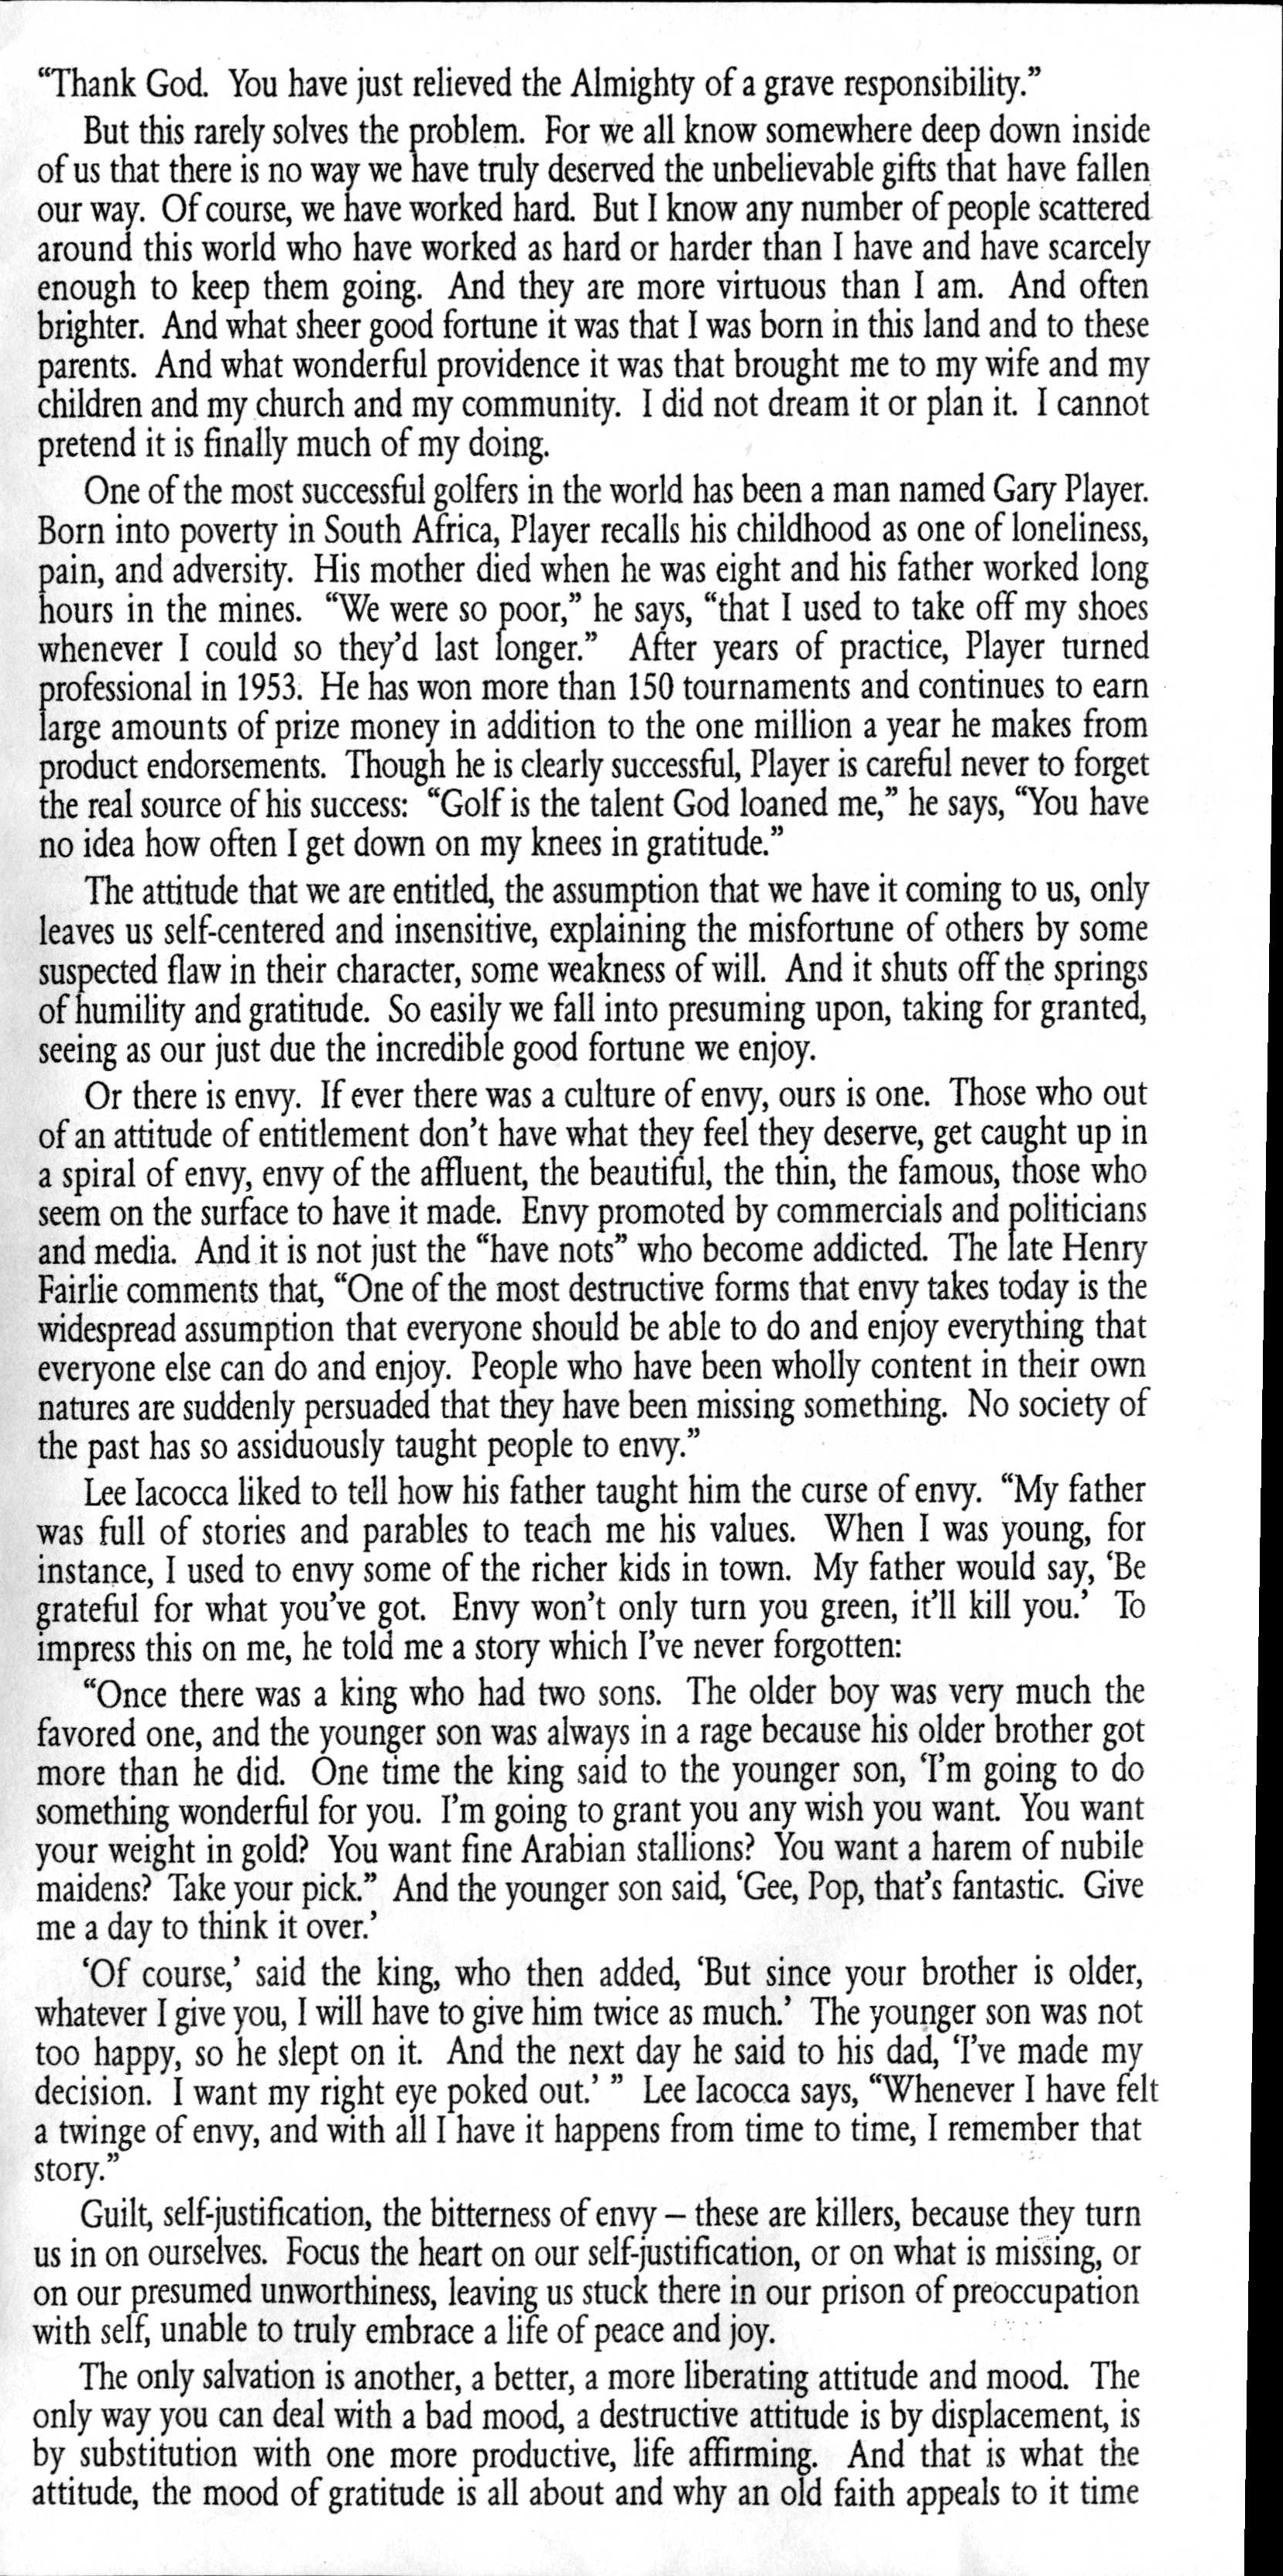 “Thank God.  You have just relieved the Almighty of a grave responsibility.”
But this rarely solves the problem.  For we all know somewhere deep down inside
of us that there is no way we have truly deserved the unbelievable gifts that have fallen
our way.  Of course, we have worked hard.  But I know any number of people scattered
around this world who have worked as hard or harder than I have and have scarcely
enough to keep them going.  And they are more virtuous than I am.  And often
brighter.  And what sheer good fortune it was that I was born in this land and to these
parents.  And what wonderful providence it was that brought me to my wife and my
children and my church and my community.  I did not dream it or plan it.  I cannot
pretend it is finally much of my doing.
One of the most successful golfers in the world has been a man named Gary Player.
Born into poverty in South Africa, Player recalls his childhood as one of loneliness,
pain, and adversity.  His mother died when he was eight and his father worked long
hours in the mines.  “We were so poor,” he says, “that I used to take off my shoes
whenever I could so they’d last longer.”  After years of practice, Player turned
professional in 1953.  He has won more than 150 tournaments and continues to earn
large amounts of prize money in addition to the one million a year he makes from
product endorsements.  Though he is clearly successful, Player is careful never to forget
the real source of his success:  “Golf is the talent God loaned me,” he says, “You have
no idea how often I get down on my knees in gratitude.”
The attitude that we are entitled, the assumption that we have it coming to us, only
leaves us self-centered and insensitive, explaining the misfortune of others by some
suspected flaw in their character, some weakness of will.  And it shuts off the springs
of humility and gratitude.  So easily we fall into presuming upon, taking for granted,
seeing as our just due the incredible good fortune we enjoy.
Or there is envy.  If ever there was a culture of envy, ours is one.  Those who out
of an attitude of entitlement don’t have what they feel they deserve, get caught up in
a spiral of envy, envy of the affluent, the beautiful, the thin, the famous, those who
seem on the surface to have it made.  Envy promoted by commercials and politicians
and media.  And it is not just the “have nots” who become addicted.  The late Henry
Fairlie comments that, “One of the most destructive forms that envy takes today is the
widespread assumption that everyone should be able to do and enjoy everything that
everyone else can do and enjoy.  People who have been wholly content in their own
natures are suddenly persuaded that they have been missing something.  No society of
the past has so assiduously taught people to envy.”
Lee Iacocca liked to tell how his father taught him the curse of envy.  “My father
was full of stories and parables to teach me his values.  When I was young, for
instance, I used to envy some of the richer kids in town.  My father would say, ‘Be
grateful for what you’ve got.  Envy won’t only turn you green, it’ll kill you.’  To
impress this on me, he told me a story which I’ve never forgotten:
“Once there was a king who had two sons.  The older boy was very much the
favored one, and the younger son was always in a rage because his older brother got
more than he did.  One time the king said to the younger son, ‘I’m going to do
something wonderful for you.  I’m going to grant you any wish you want.  You want
your weight in gold?  You want fine Arabian stallions?  You want a harem of nubile
maidens?  Take your pick.”  And the younger son said, ‘Gee, Pop, that’s fantastic.  Give
me a day to think it over.’
‘Of course,’ said the king, who then added, ‘But since your brother is older,
whatever I give you, I will have to give him twice as much.’  The younger son was not
too happy, so he slept on it.  And the next day he said to his dad, ‘I’ve made my
decision.  I want my right eye poked out.’ ”  Lee Iacocca says, “Whenever I have felt
a twinge of envy, and with all I have it happens from time to time, I remember that
story.”
Guilt, self-justification, the bitterness of envy – these are killers, because they turn
us in on ourselves.  Focus the heart on our self-justification, or on what is missing, or
on our presumed unworthiness, leaving us stuck there in our prison of preoccupation
with self, unable to truly embrace a life of peace and joy.
The only salvation is another, a better, a more liberating attitude and mood.  The
only way you can deal with a bad mood, a destructive attitude is by displacement, is
by substitution with one more productive, life affirming.  And that is what the
attitude, the mood of gratitude is all about and why an old faith appeals to it time